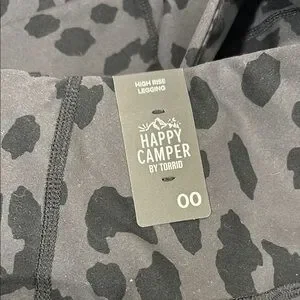 HIGH RISE
LEGGING
HAPPY
CAMPER
BY TORRID
00